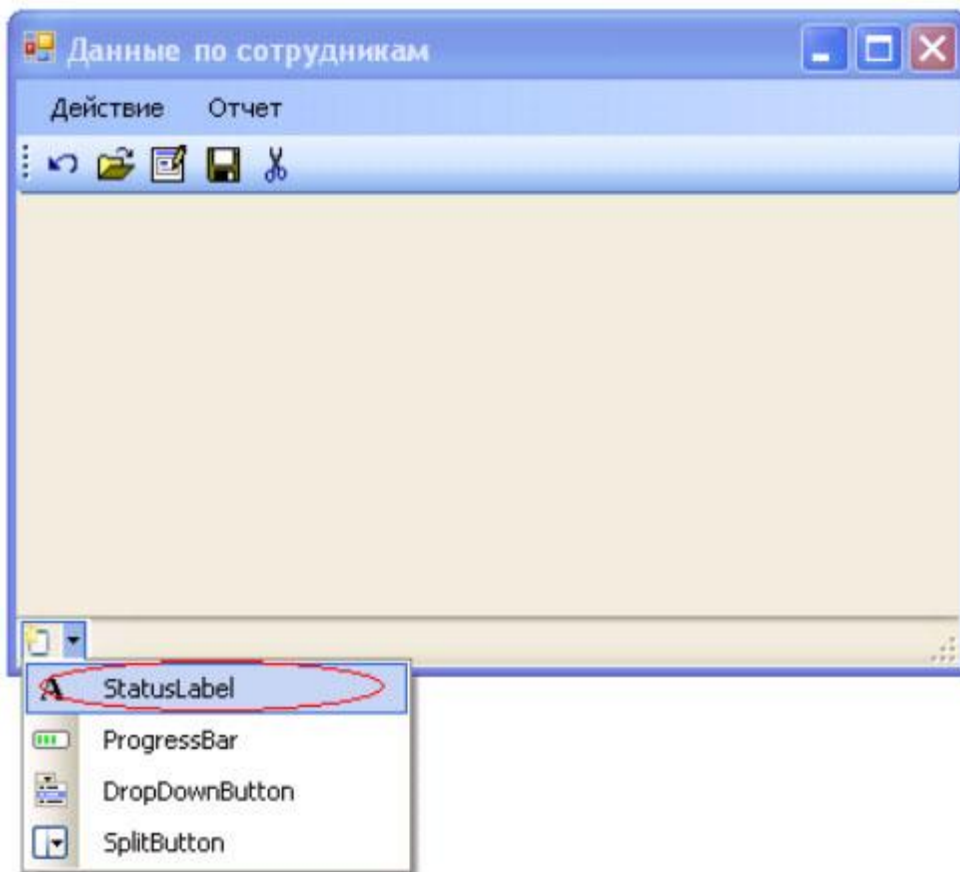 Данные по сотрудникам
Действие Отчет
StatusLabel
ProgressBar
DropDownButton
SplitButton